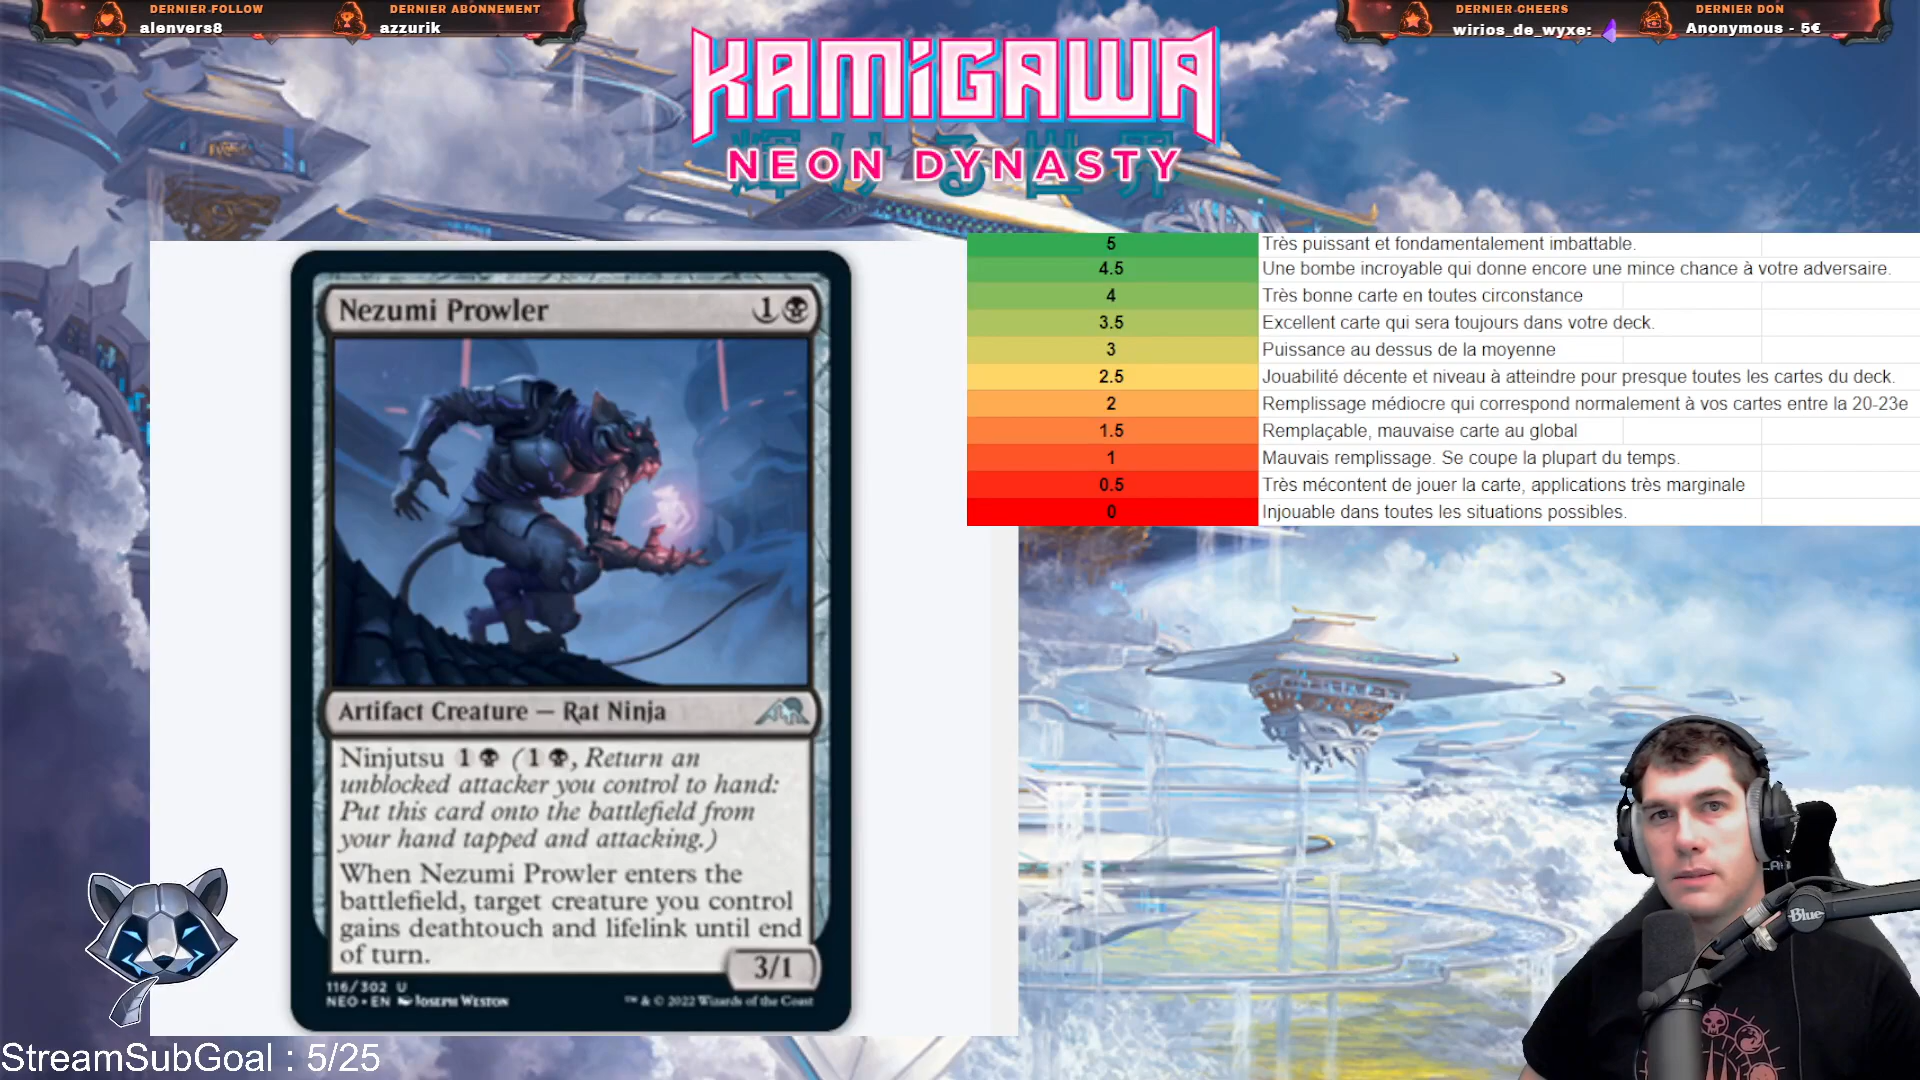 DERNIER FOLLOW
alenvers8
DERNIER ABONNEMENT
azzurik
DERNIER CHEERS
wirios_de_wyxe:
DERNIER DON
Anonymous - 5€
KAMIGAWA
NEON DYNASTY
Nezumi Prowler 1
Artifact Creature — Rat Ninja
Ninjutsu 1 (1, Return an
unblocked attacker you control to hand:
Put this card onto the battlefield from
your hand tapped and attacking.)
When Nezumi Prowler enters the
battlefield, target creature you control
gains deathtouch and lifelink until end
of turn.
3/1
116/302 U
NEO • EN Joseph Weston
™ & © 2022 Wizards of the Coast
5 Très puissant et fondamentalement imbattable.
4.5 Une bombe incroyable qui donne encore une mince chance à votre adversaire.
4 Très bonne carte en toutes circonstance
3.5 Excellent carte qui sera toujours dans votre deck.
3 Puissance au dessus de la moyenne
2.5 Jouabilité décente et niveau à atteindre pour presque toutes les cartes du deck.
2 Remplissage médiocre qui correspond normalement à vos cartes entre la 20-23e
1.5 Remplaçable, mauvaise carte au global
1 Mauvais remplissage. Se coupe la plupart du temps.
0.5 Très mécontent de jouer la carte, applications très marginale
0 Injouable dans toutes les situations possibles.
Blue
StreamSubGoal : 5/25